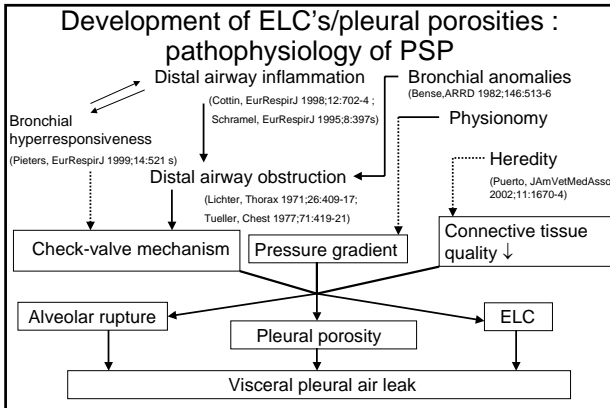 Development of ELC's/pleural porosities :
pathophysiology of PSP
Distal airway inflammation
(Cottin, EurRespirJ 1998;12:702-4 ;
Schramel, EurRespirJ 1995;8:397s)
Bronchial anomalies
(Bense,ARRD 1982;146:513-6
Bronchial
hyperresponsiveness
(Pieters, EurRespirJ 1999;14:521 s)
Physionomy
Heredity
(Puerto, JAmVetMedAsso
2002;11:1670-4)
Distal airway obstruction
(Lichter, Thorax 1971;26:409-17;
Tueller, Chest 1977;71:419-21)
Check-valve mechanism
Pressure gradient
Connective tissue
quality ↓
Alveolar rupture
Pleural porosity
ELC
Visceral pleural air leak